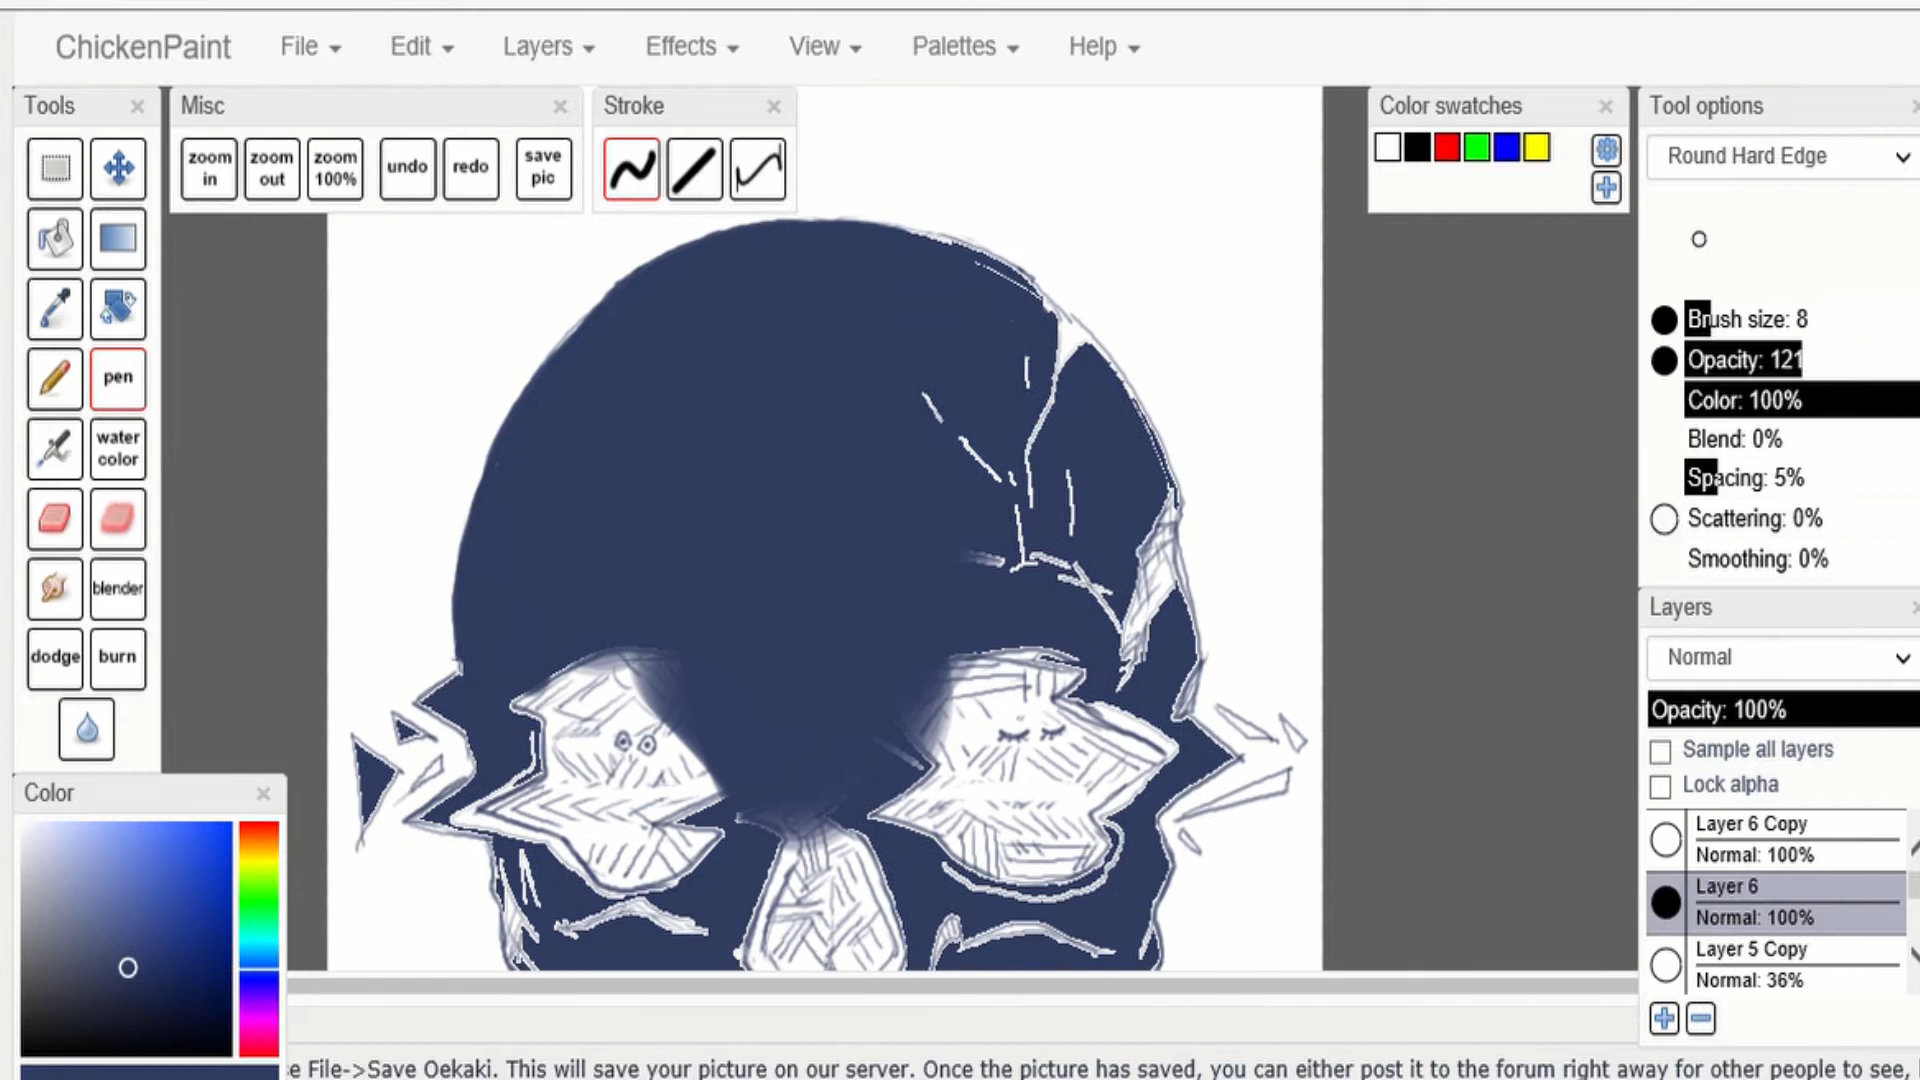 ChickenPaint File Edit Layers Effects View Palettes Help
Tools
Misc
Stroke
Color swatches
Tool options
zoom in
zoom out
zoom 100%
undo
redo
save pic
Round Hard Edge
Brush size: 8
Opacity: 121
Color: 100%
Blend: 0%
Spacing: 5%
Scattering: 0%
Smoothing: 0%
pen
water color
blender
dodge
burn
Layers
Normal
Opacity: 100%
Sample all layers
Lock alpha
Layer 6 Copy
Normal: 100%
Layer 6
Normal: 100%
Layer 5 Copy
Normal: 36%
Color
e File->Save Oekaki. This will save your picture on our server. Once the picture has saved, you can either post it to the forum right away for other people to see,